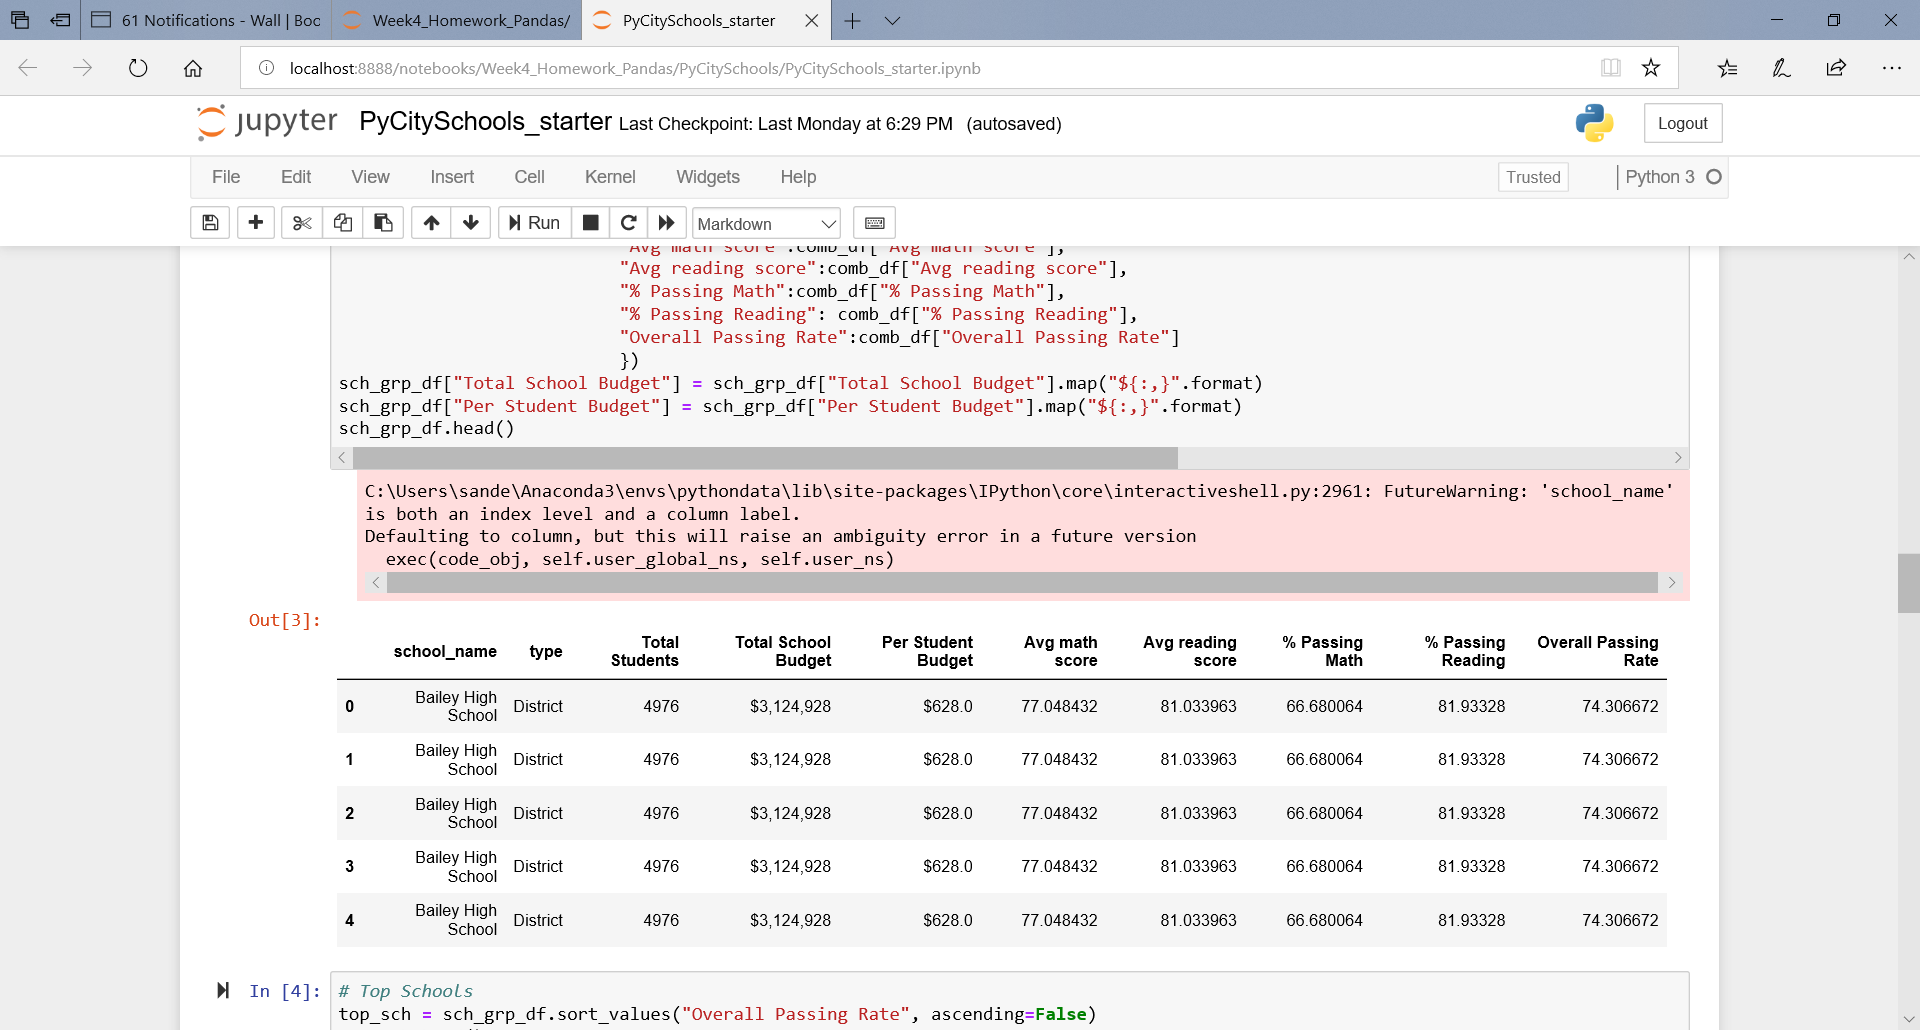 61 Notifications - Wall | Boo
Week4_Homework_Pandas/
PyCitySchools_starter
localhost:8888/notebooks/Week4_Homework_Pandas/PyCitySchools/PyCitySchools_starter.ipynb
jupyter PyCitySchools_starter Last Checkpoint: Last Monday at 6:29 PM (autosaved)
Logout
File Edit View Insert Cell Kernel Widgets Help Trusted Python 3
Run Markdown
"Avg math score":comb_df["Avg math score"],
"Avg reading score":comb_df["Avg reading score"],
"% Passing Math":comb_df["% Passing Math"],
"% Passing Reading": comb_df["% Passing Reading"],
"Overall Passing Rate":comb_df["Overall Passing Rate"]
})
sch_grp_df["Total School Budget"] = sch_grp_df["Total School Budget"].map("${:,}".format)
sch_grp_df["Per Student Budget"] = sch_grp_df["Per Student Budget"].map("${:,}".format)
sch_grp_df.head()
C:\Users\sande\Anaconda3\envs\pythondata\lib\site-packages\IPython\core\interactiveshell.py:2961: FutureWarning: 'school_name'
is both an index level and a column label.
Defaulting to column, but this will raise an ambiguity error in a future version
exec(code_obj, self.user_global_ns, self.user_ns)
Out[3]:
school_name type Total Students Total School Budget Per Student Budget Avg math score Avg reading score % Passing Math % Passing Reading Overall Passing Rate
0 Bailey High School District 4976 $3,124,928 $628.0 77.048432 81.033963 66.680064 81.93328 74.306672
1 Bailey High School District 4976 $3,124,928 $628.0 77.048432 81.033963 66.680064 81.93328 74.306672
2 Bailey High School District 4976 $3,124,928 $628.0 77.048432 81.033963 66.680064 81.93328 74.306672
3 Bailey High School District 4976 $3,124,928 $628.0 77.048432 81.033963 66.680064 81.93328 74.306672
4 Bailey High School District 4976 $3,124,928 $628.0 77.048432 81.033963 66.680064 81.93328 74.306672
In [4]: # Top Schools
top_sch = sch_grp_df.sort_values("Overall Passing Rate", ascending=False)